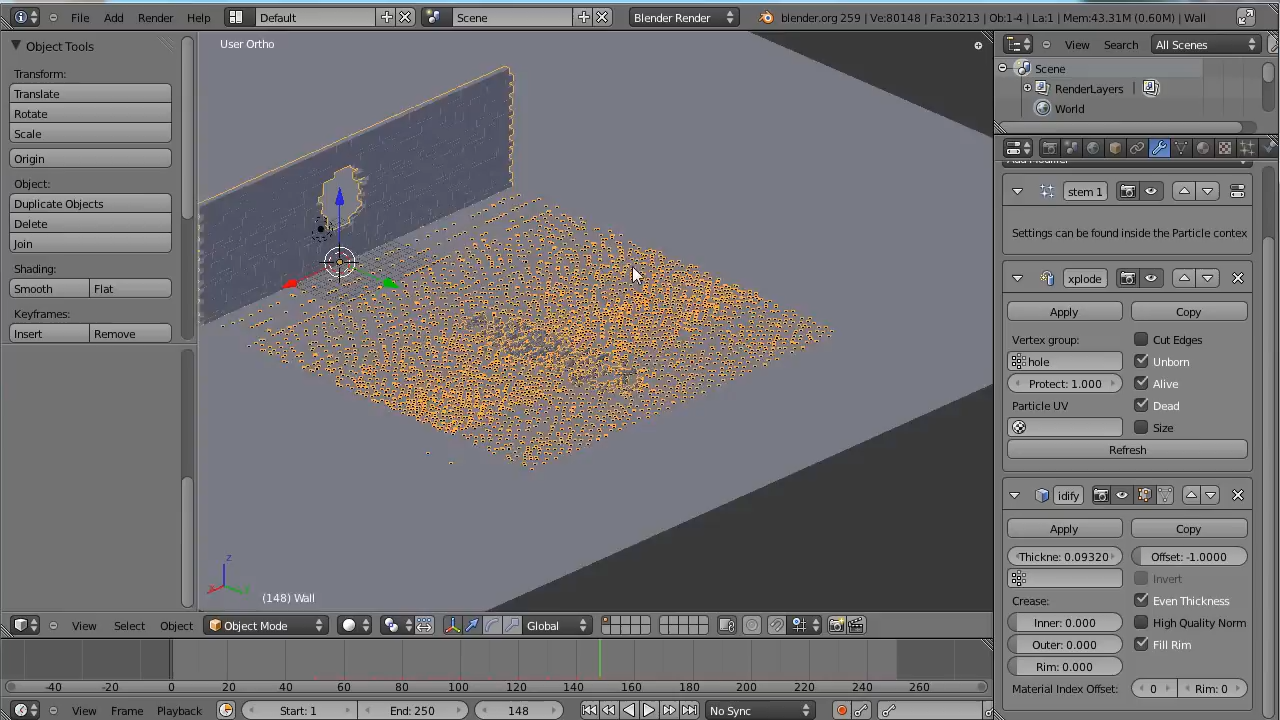 File Add Render Help Default Scene Blender Render blender.org 259 | Ve:80148 | Fa:30213 | Ob:1-4 | La:1 | Mem:43.31M (0.60M) | Wall
Object Tools
Transform:
Translate
Rotate
Scale
Origin
Object:
Duplicate Objects
Delete
Join
Shading:
Smooth Flat
Keyframes:
Insert Remove
User Ortho
z
(148) Wall
View Select Object Object Mode Global
-40 -20 0 20 40 60 80 100 120 140 160 180 200 220 240 260
View Frame Playback Start: 1 End: 250 148 No Sync
View Search All Scenes
Scene
RenderLayers |
World
stem 1
Settings can be found inside the Particle contex
xplode
Apply Copy
Vertex group: Cut Edges
hole Unborn
Protect: 1.000 Alive
Particle UV Dead
Size
Refresh
idify
Apply Copy
Thickne: 0.09320 Offset: -1.0000
Invert
Crease: Even Thickness
Inner: 0.000 High Quality Norm
Outer: 0.000 Fill Rim
Rim: 0.000
Material Index Offset: 0 Rim: 0